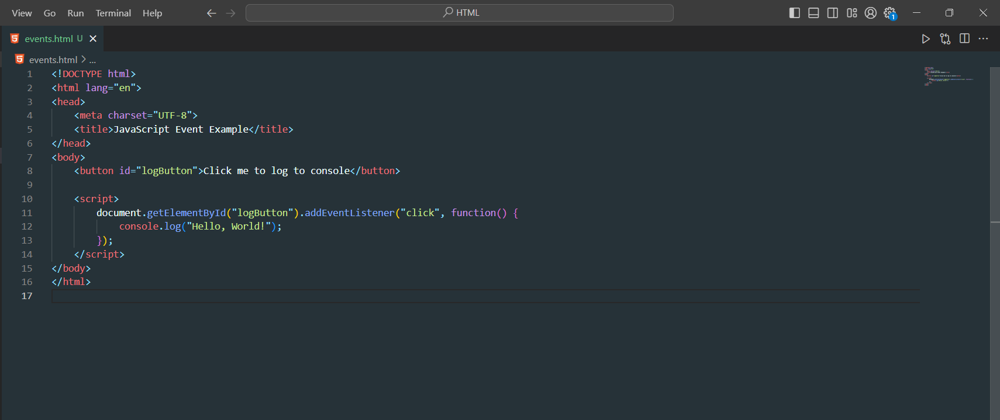 View Go Run Terminal Help HTML 1
events.html U
events.html > ...
1 <!DOCTYPE html>
2 <html lang="en">
3 <head>
4     <meta charset="UTF-8">
5     <title>JavaScript Event Example</title>
6 </head>
7 <body>
8     <button id="logButton">Click me to log to console</button>
9
10     <script>
11         document.getElementById("logButton").addEventListener("click", function() {
12             console.log("Hello, World!");
13         });
14     </script>
15 </body>
16 </html>
17